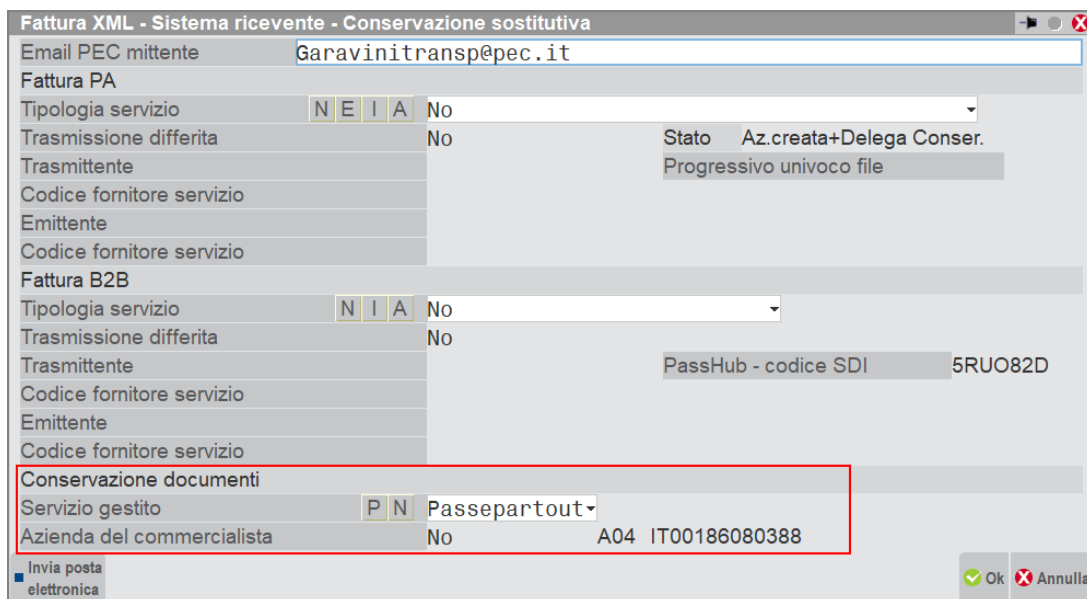 Fattura XML - Sistema ricevente - Conservazione sostitutiva
Email PEC mittente Garavinitransp@pec.it
Fattura PA
Tipologia servizio N E I A No
Trasmissione differita No Stato Az.creata+Delega Conser.
Trasmittente Progressivo univoco file
Codice fornitore servizio
Emittente
Codice fornitore servizio
Fattura B2B
Tipologia servizio N I A No
Trasmissione differita No
Trasmittente PassHub - codice SDI 5RUO82D
Codice fornitore servizio
Emittente
Codice fornitore servizio
Conservazione documenti
Servizio gestito P N Passepartout
Azienda del commercialista No A04 IT00186080388
Invia posta
elettronica
Ok Annulla